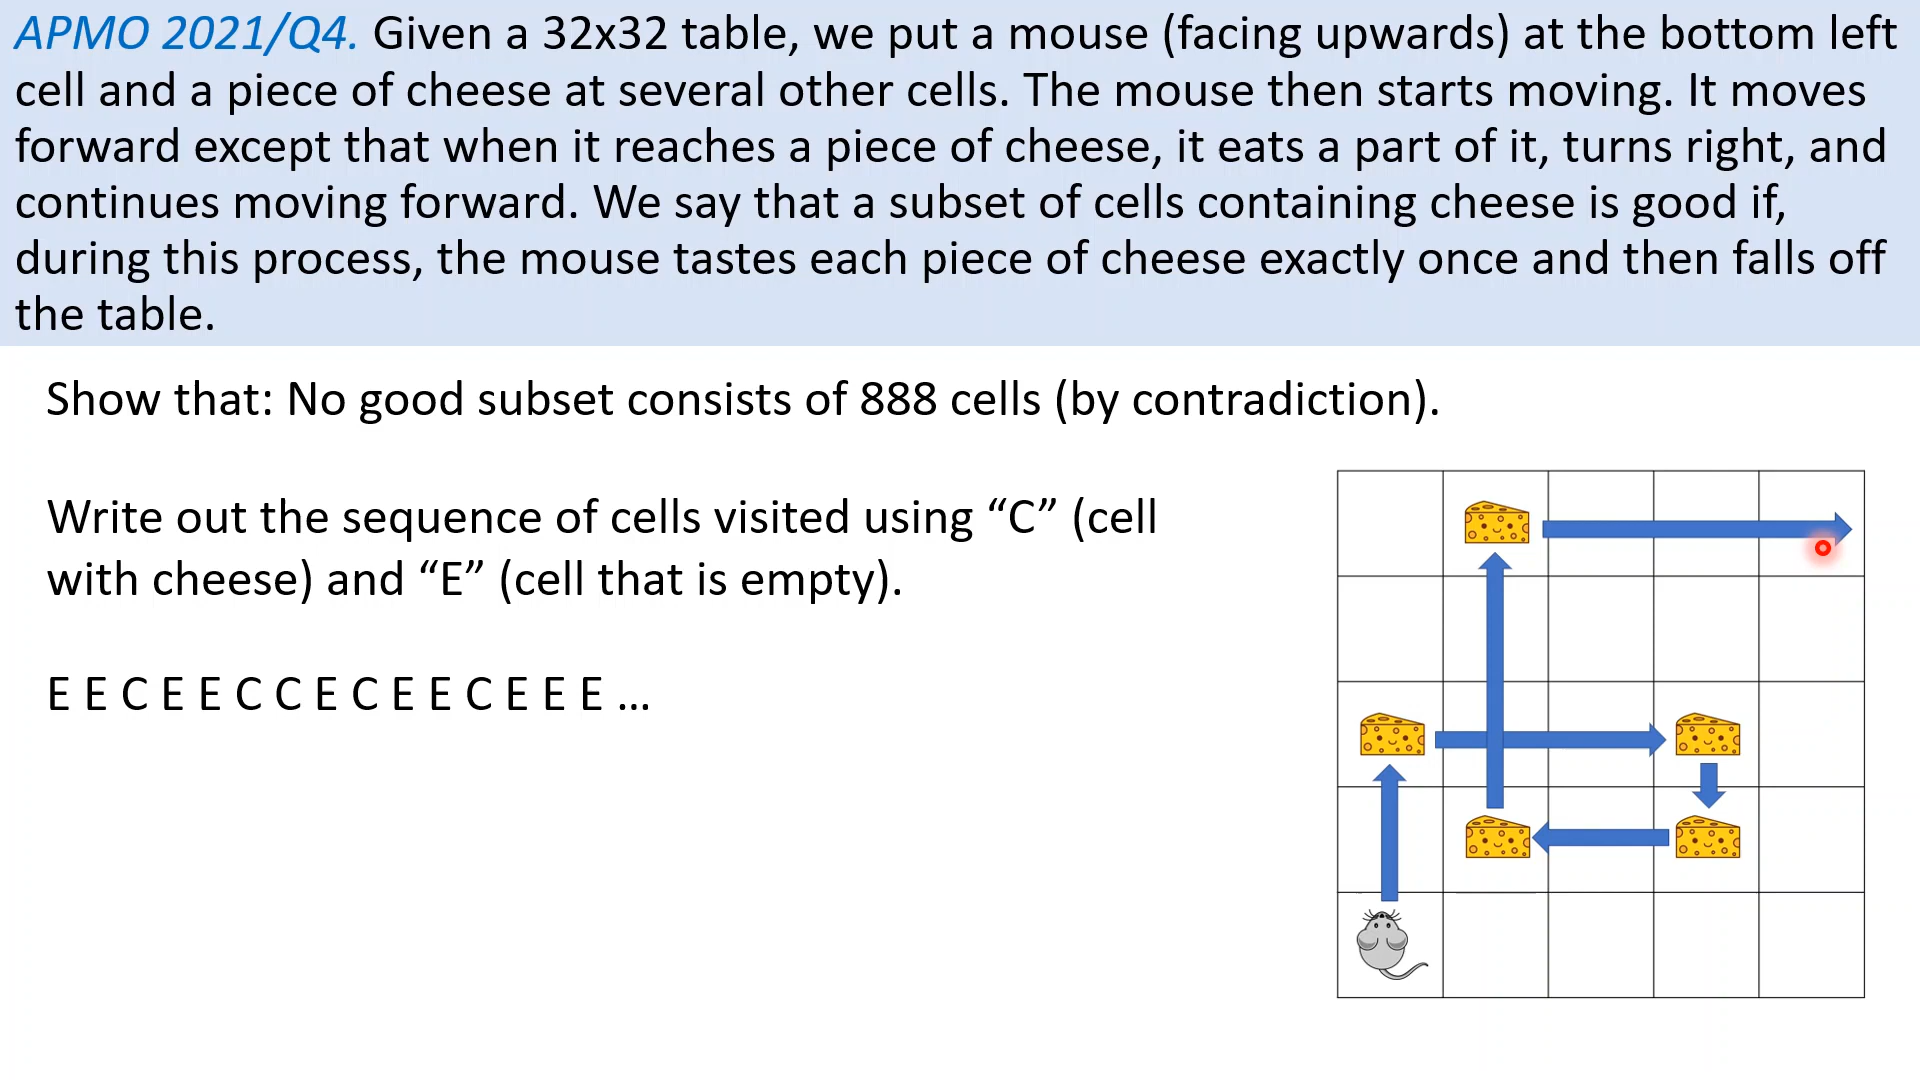 APMO 2021/Q4. Given a 32x32 table, we put a mouse (facing upwards) at the bottom left
cell and a piece of cheese at several other cells. The mouse then starts moving. It moves
forward except that when it reaches a piece of cheese, it eats a part of it, turns right, and
continues moving forward. We say that a subset of cells containing cheese is good if,
during this process, the mouse tastes each piece of cheese exactly once and then falls off
the table.
Show that: No good subset consists of 888 cells (by contradiction).
Write out the sequence of cells visited using “C” (cell
with cheese) and “E” (cell that is empty).
E E C E E C C E C E E C E E E ...